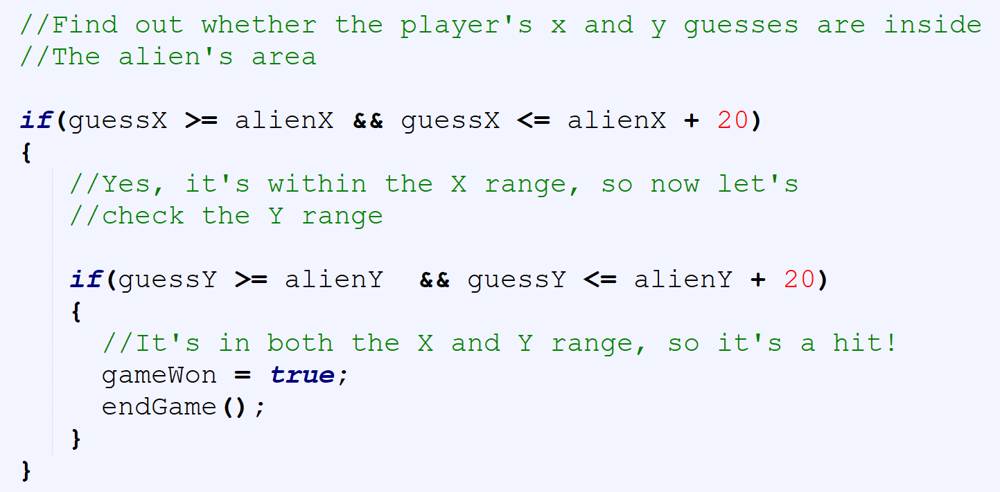 //Find out whether the player's x and y guesses are inside
//The alien's area
if(guessX >= alienX && guessX <= alienX + 20)
{
//Yes, it's within the X range, so now let's
//check the Y range
if(guessY >= alienY  && guessY <= alienY + 20)
{
//It's in both the X and Y range, so it's a hit!
gameWon = true;
endGame();
}
}